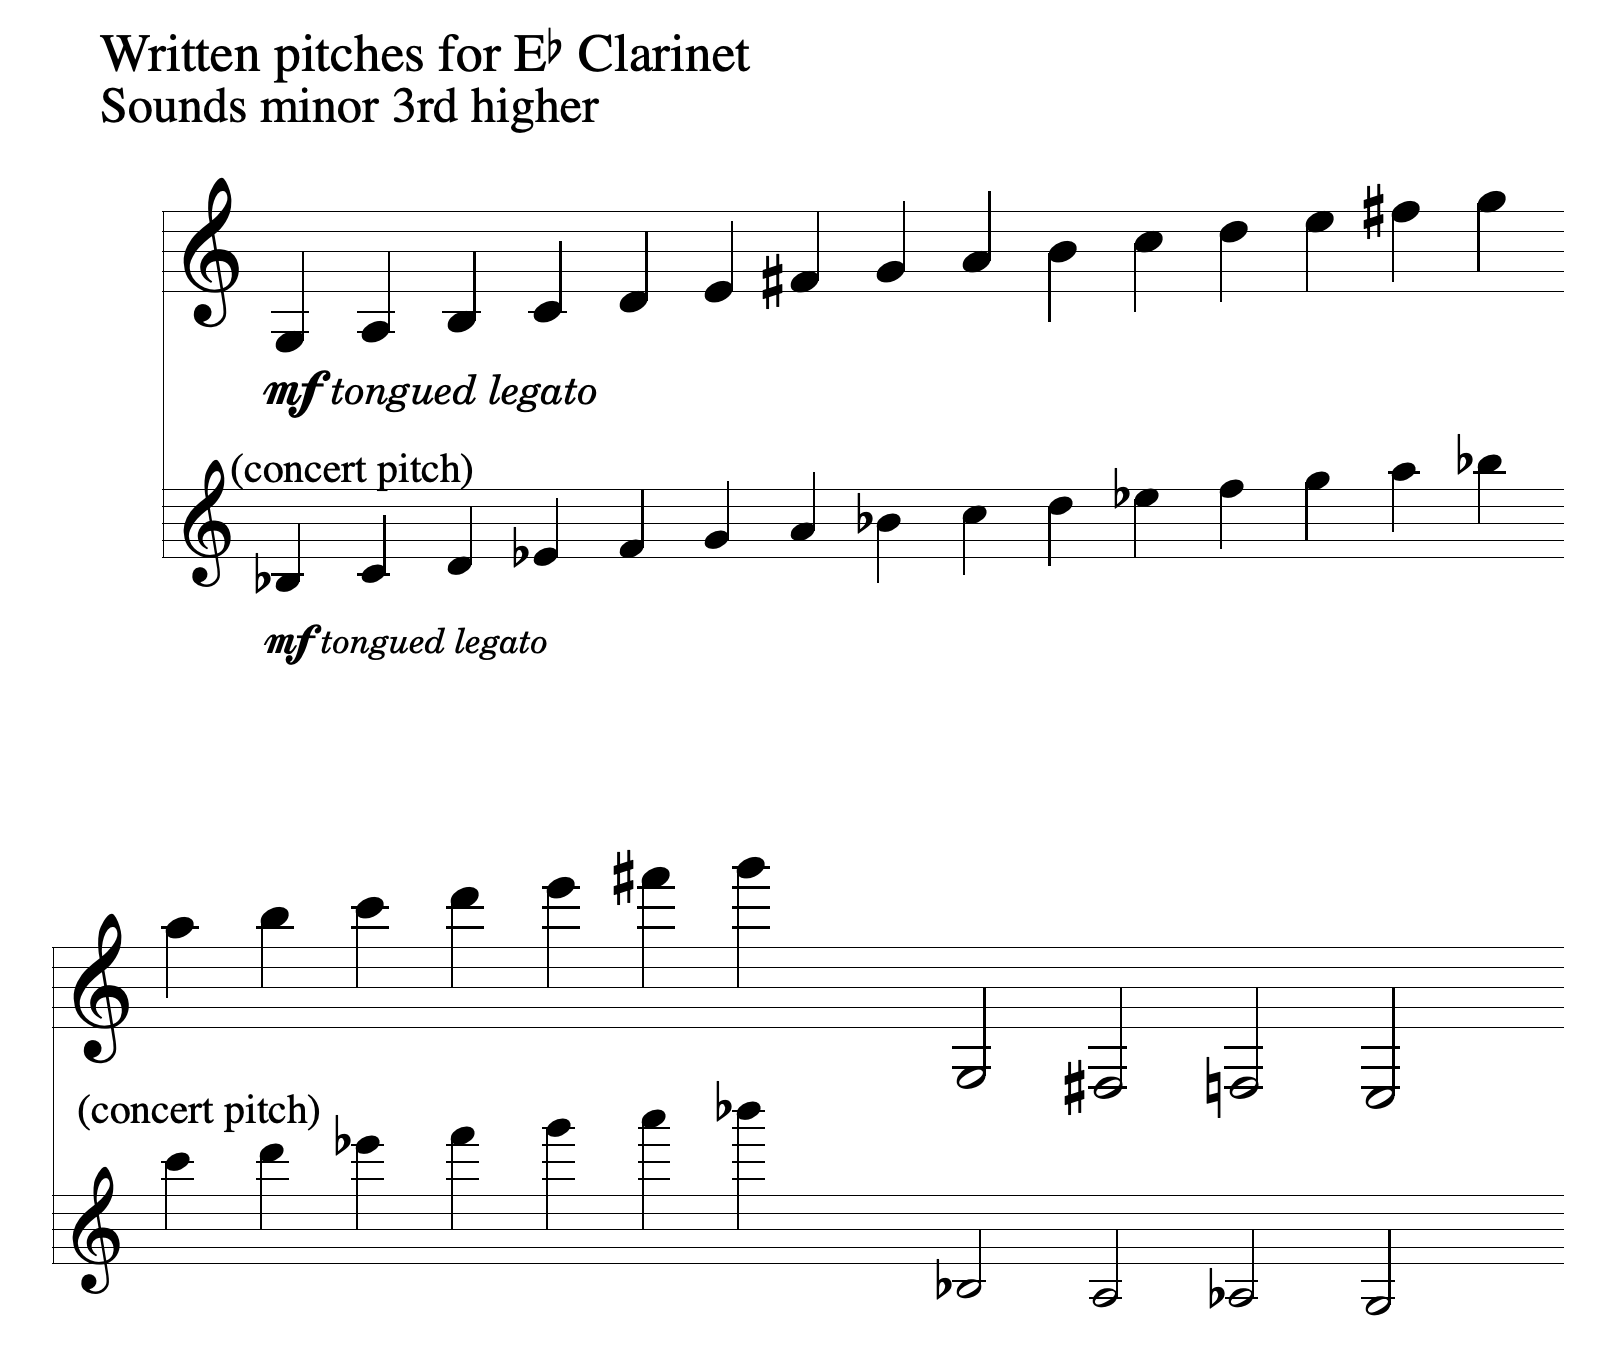 Written pitches for E♭ Clarinet
Sounds minor 3rd higher
mf tongued legato
(concert pitch)
mf tongued legato
(concert pitch)